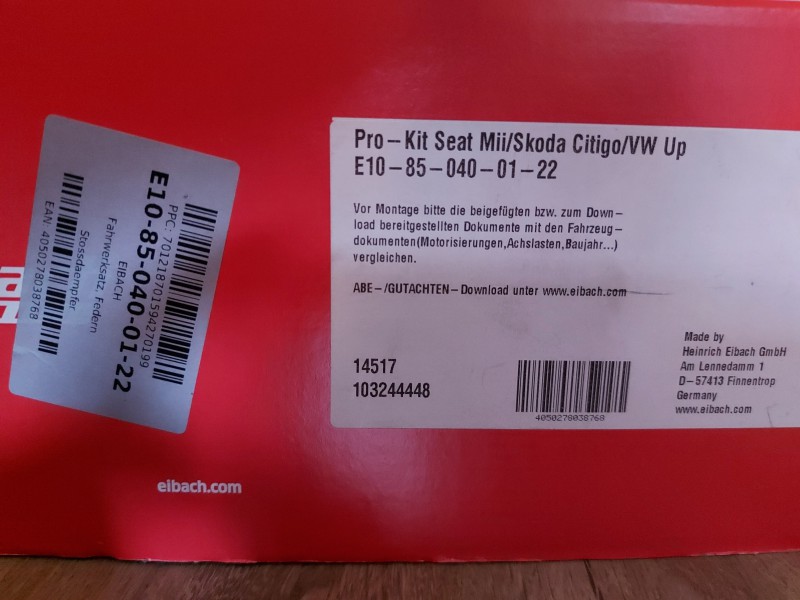 Pro-Kit Seat Mii/Skoda Citigo/VW Up
E10-85-040-01-22
Vor Montage bitte die beigefügten bzw. zum Down-
load bereitgestellten Dokumente mit den Fahrzeug-
dokumenten(Motorisierungen,Achslasten,Baujahr...)
vergleichen.
ABE-/GUTACHTEN-Download unter www.eibach.com
14517
103244448
4050278038768
Made by
Heinrich Eibach GmbH
Am Lennedamm 1
D-57413 Finnentrop
Germany
www.eibach.com
PPC: 701218701594270199
E10-85-040-01-22
EIBACH
Fahrwerksatz, Federn
Stossdaempfer
EAN: 4050278038768
eibach.com